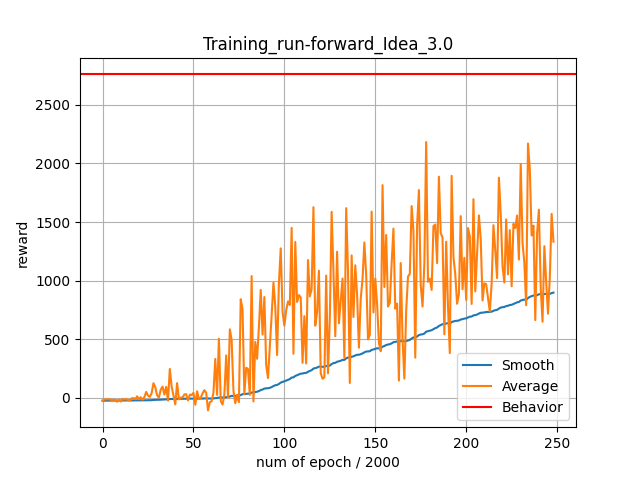 Training_run-forward_Idea_3.0
2500
2000
1500
1000
500
0
reward
0 50 100 150 200 250
num of epoch / 2000
Smooth
Average
Behavior